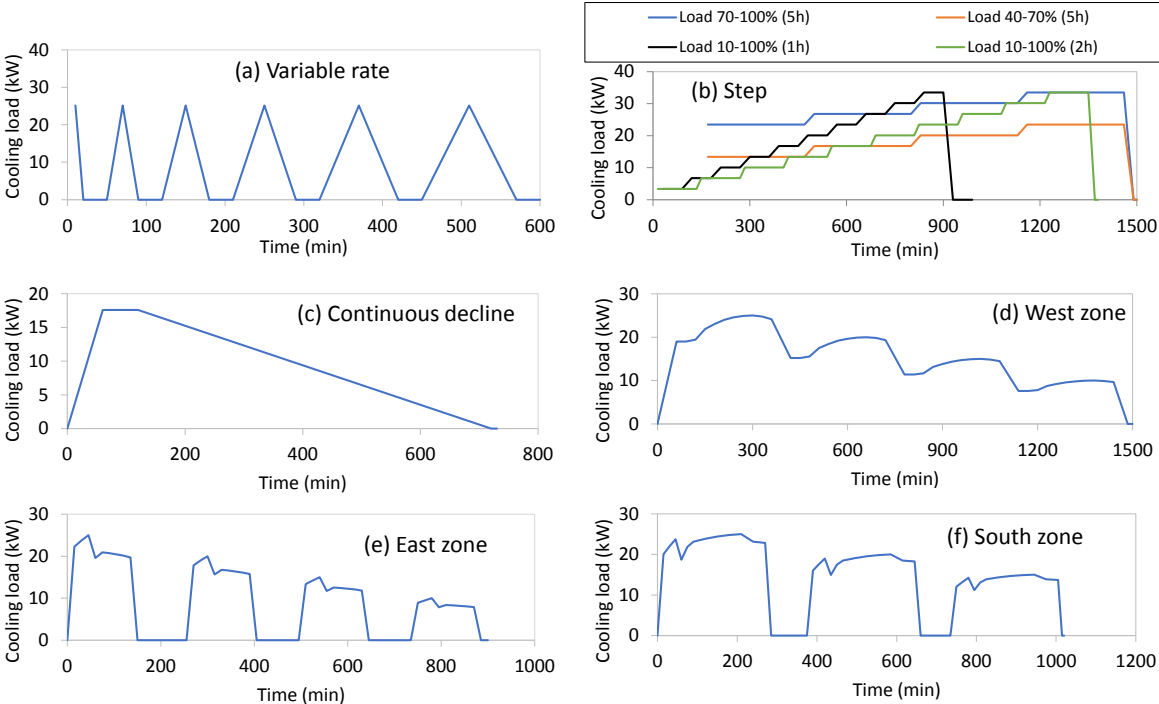 Load 70-100% (5h) Load 40-70% (5h)
Load 10-100% (1h) Load 10-100% (2h)
(a) Variable rate
Cooling load (kW)
40
30
20
10
0
0 100 200 300 400 500 600
Time (min)
(b) Step
Cooling load (kW)
40
30
20
10
0
0 300 600 900 1200 1500
Time (min)
(c) Continuous decline
Cooling load (kW)
20
15
10
5
0
0 200 400 600 800
Time (min)
(d) West zone
Cooling load (kW)
30
20
10
0
0 300 600 900 1200 1500
Time (min)
(e) East zone
Cooling load (kW)
30
20
10
0
0 200 400 600 800 1000
Time (min)
(f) South zone
Cooling load (kW)
30
20
10
0
0 200 400 600 800 1000 1200
Time (min)